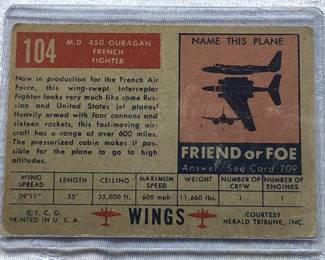 104
M.D. 450 OURAGAN
FRENCH
FIGHTER
Now in production for the French Air
Force, this wing-swept Interceptor
Fighter looks very much like some Rus-
sian and United States jet planes!
Heavily armed with four cannons and
sixteen rockets, this fast-moving air-
craft has a range of over 600 miles.
The pressurized cabin makes it possible
for the plane to go to high altitudes.
NAME THIS PLANE
FRIEND or FOE
Answer See Card 109
WING SPREAD
LENGTH
CEILING
MAXIMUM SPEED
WEIGHT
NUMBER OF CREW
NUMBER OF ENGINES
39'11"
35'
35,000 ft.
600 mph
11,660 lbs.
1
1
© T. C. G.
PRINTED IN U. S. A.
WINGS
COURTESY
HERALD TRIBUNE, INC.